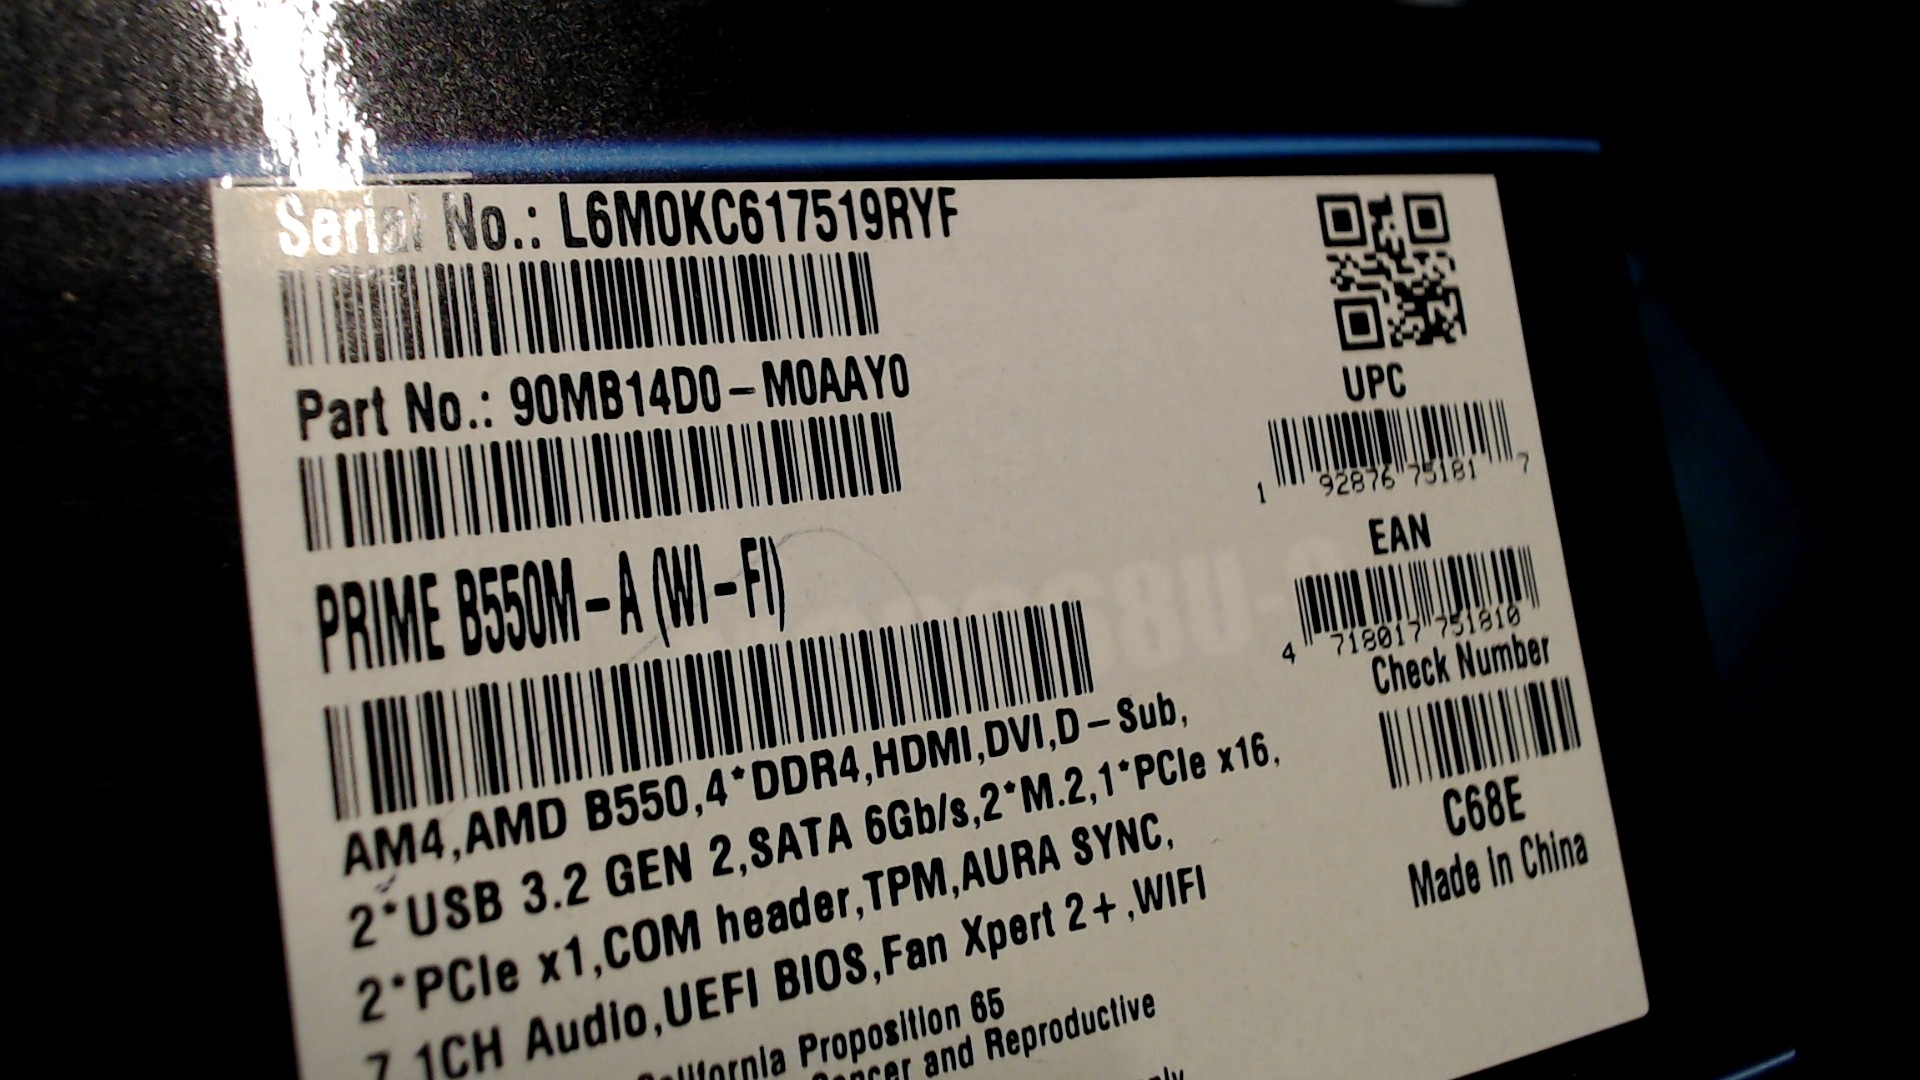 Serial No.: L6M0KC617519RYF
Part No.: 90MB14D0-M0AAY0
PRIME B550M-A (WI-FI)
AM4,AMD B550,4*DDR4,HDMI,DVI,D-Sub,
2*USB 3.2 GEN 2,SATA 6Gb/s,2*M.2,1*PCIe x16,
2*PCIe x1,COM header,TPM,AURA SYNC,
7.1CH Audio,UEFI BIOS,Fan Xpert 2+,WIFI
California Proposition 65
Cancer and Reproductive
UPC
1 92876 75181 7
EAN
4 718017 751810
Check Number
C68E
Made in China